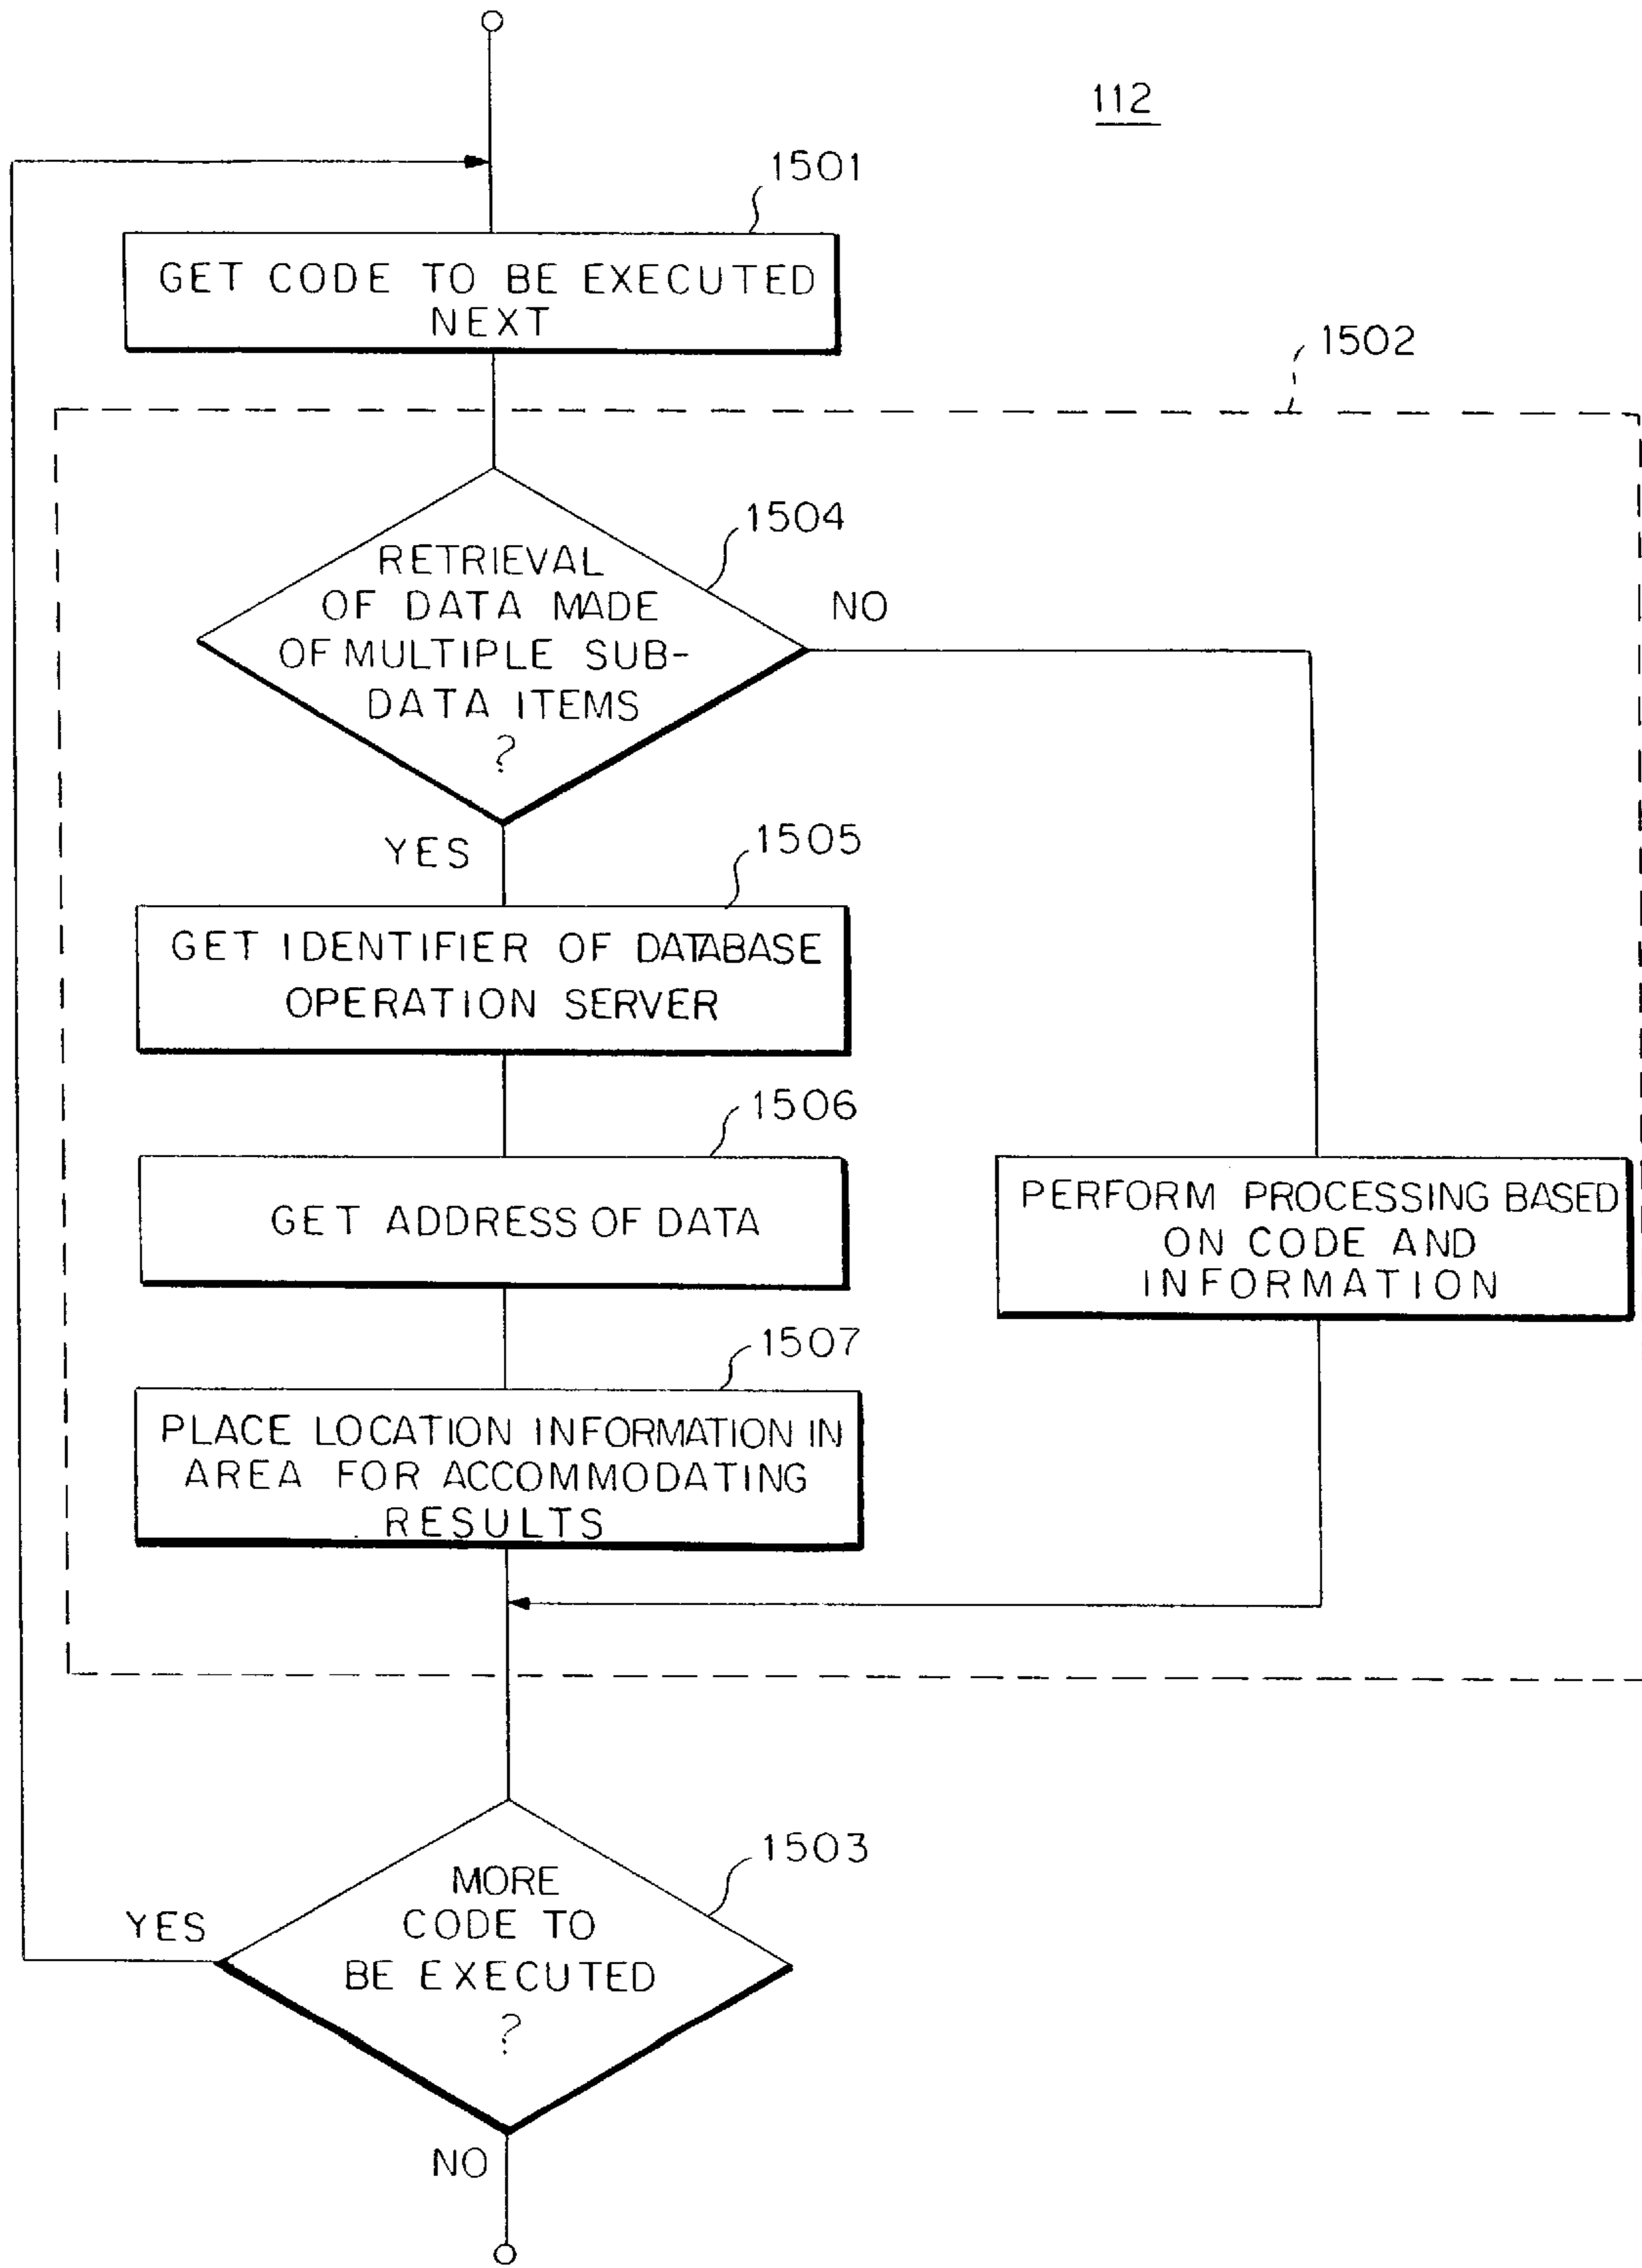 112
1501
GET CODE TO BE EXECUTED
NEXT
1502
1504
RETRIEVAL
OF DATA MADE
OF MULTIPLE SUB-
DATA ITEMS
?
NO
YES
1505
GET IDENTIFIER OF DATABASE
OPERATION SERVER
1506
GET ADDRESS OF DATA
PERFORM PROCESSING BASED
ON CODE AND
INFORMATION
1507
PLACE LOCATION INFORMATION IN
AREA FOR ACCOMMODATING
RESULTS
1503
MORE
CODE TO
BE EXECUTED
?
YES
NO